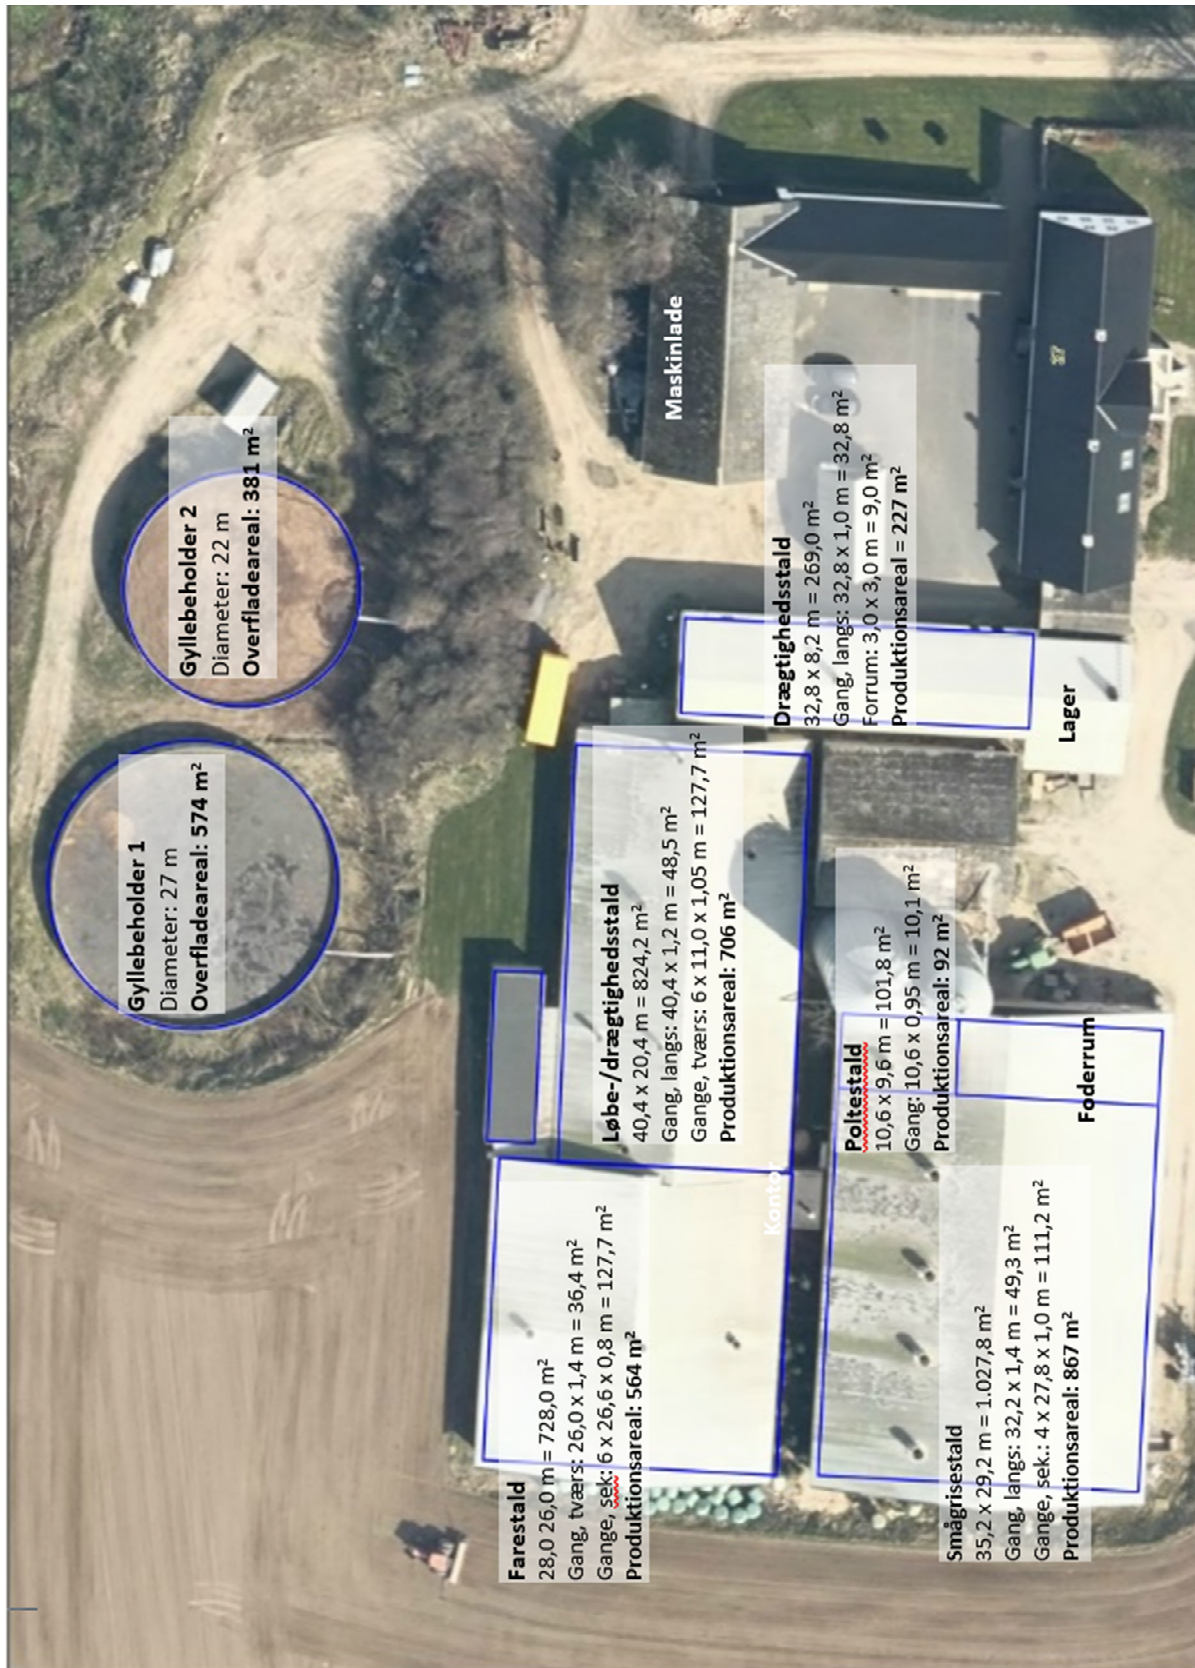 Gyllebeholder 1
Diameter: 27 m
Overfladeareal: 574 m²
Gyllebeholder 2
Diameter: 22 m
Overfladeareal: 381 m²
Farestald
28,0 26,0 m = 728,0 m²
Gang, tværs: 26,0 x 1,4 m = 36,4 m²
Gange, sek: 6 x 26,6 x 0,8 m = 127,7 m²
Produktionsareal: 564 m²
Løbe-/drægtighedsstald
40,4 x 20,4 m = 824,2 m²
Gang, langs: 40,4 x 1,2 m = 48,5 m²
Gange, tværs: 6 x 11,0 x 1,05 m = 127,7 m²
Produktionsareal: 706 m²
Maskinlade
Kontor
Drægtighedsstald
32,8 x 8,2 m = 269,0 m²
Gang, langs: 32,8 x 1,0 m = 32,8 m²
Forrum: 3,0 x 3,0 m = 9,0 m²
Produktionsareal = 227 m²
Poltestald
10,6 x 9,6 m = 101,8 m²
Gang: 10,6 x 0,95 m = 10,1 m²
Produktionsareal: 92 m²
Smågrisestald
35,2 x 29,2 m = 1.027,8 m²
Gang, langs: 32,2 x 1,4 m = 49,3 m²
Gange, sek.: 4 x 27,8 x 1,0 m = 111,2 m²
Produktionsareal: 867 m²
Foderrum
Lager
37